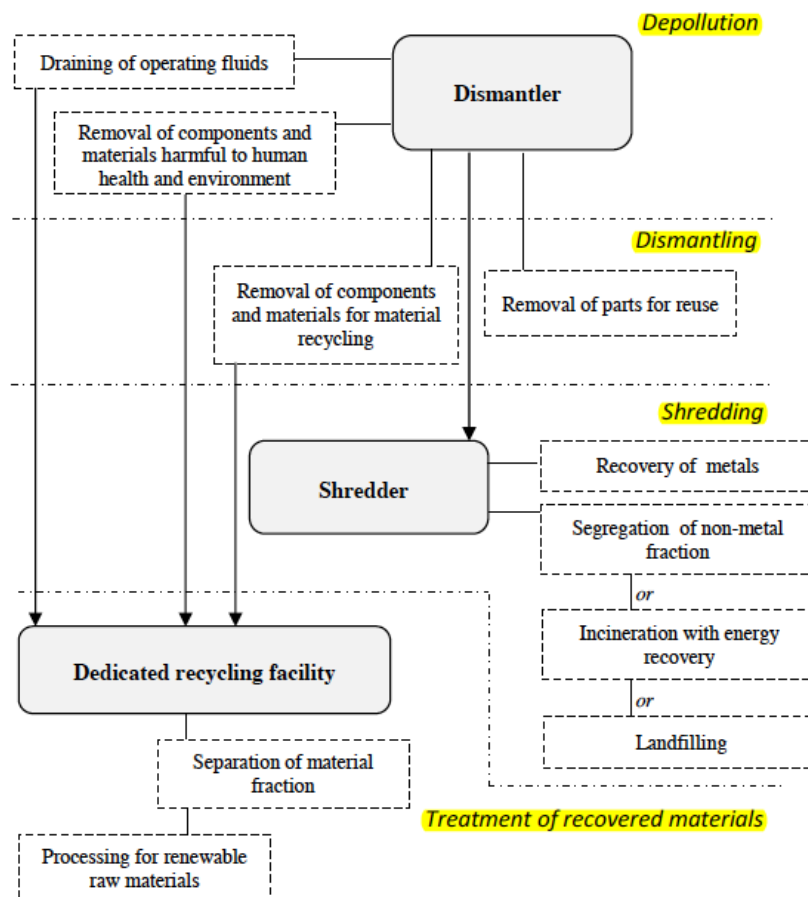 Depollution
Draining of operating fluids
Dismantler
Removal of components and
materials harmful to human
health and environment
Dismantling
Removal of components
and materials for material
recycling
Removal of parts for reuse
Shredding
Shredder
Recovery of metals
Segregation of non-metal
fraction
or
Incineration with energy
recovery
or
Landfilling
Dedicated recycling facility
Separation of material
fraction
Treatment of recovered materials
Processing for renewable
raw materials